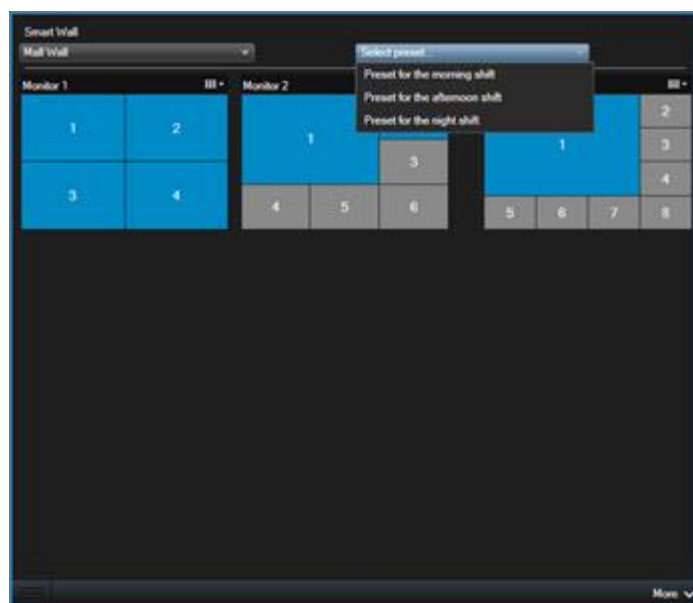 Smart Wall
Mall Wall
Select preset...
Preset for the morning shift
Preset for the afternoon shift
Preset for the night shift
Monitor 1
Monitor 2
1 2
3 4
1
3
4 5 6
1
2
3
4
5 6 7 8
More